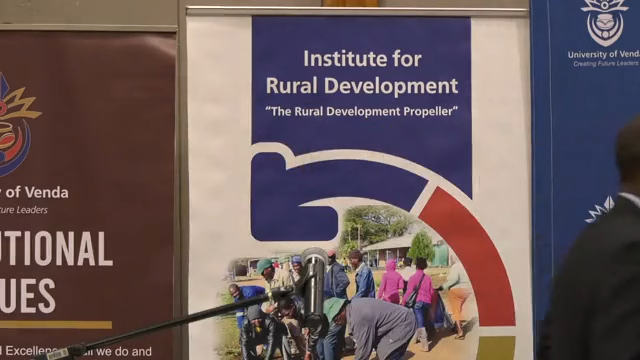 of Venda
ture Leaders
UTIONAL
UES
d Excellence
all we do and
Institute for
Rural Development
"The Rural Development Propeller"
University of Venda
Creating Future Leaders